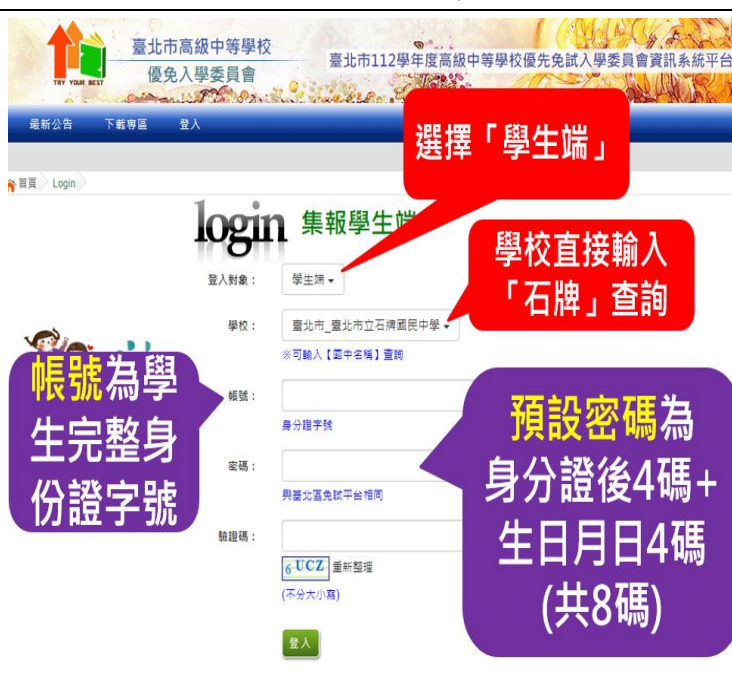 臺北市高級中等學校
優免入學委員會
TRY YOUR BEST
臺北市112學年度高級中等學校優先免試入學委員會資訊系統平台
最新公告 下載專區 登入
選擇「學生端」
首頁 Login
login 集報學生端
學校直接輸入
「石牌」查詢
登入對象： 學生端
學校： 臺北市_臺北市立石牌國民中學
※可輸入【國中名稱】查詢
帳號為學
生完整身
份證字號
帳號：
身分證字號
預設密碼為
身分證後4碼+
生日月日4碼
(共8碼)
密碼：
與基北區免試平台相同
驗證碼：
6 UCZ 重新整理
(不分大小寫)
登入